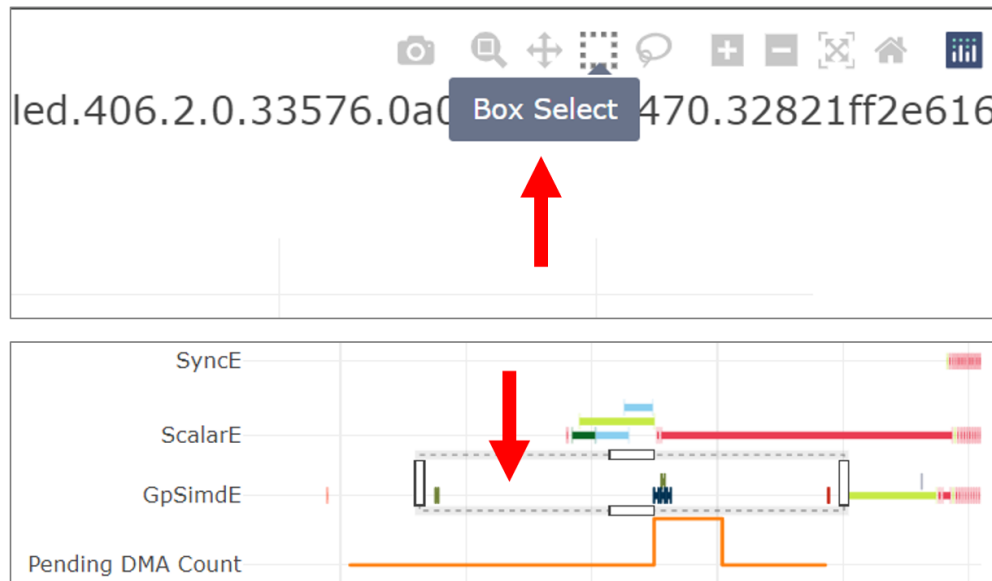 Box Select
led.406.2.0.33576.0a0 470.32821ff2e616
SyncE
ScalarE
GpSimdE
Pending DMA Count